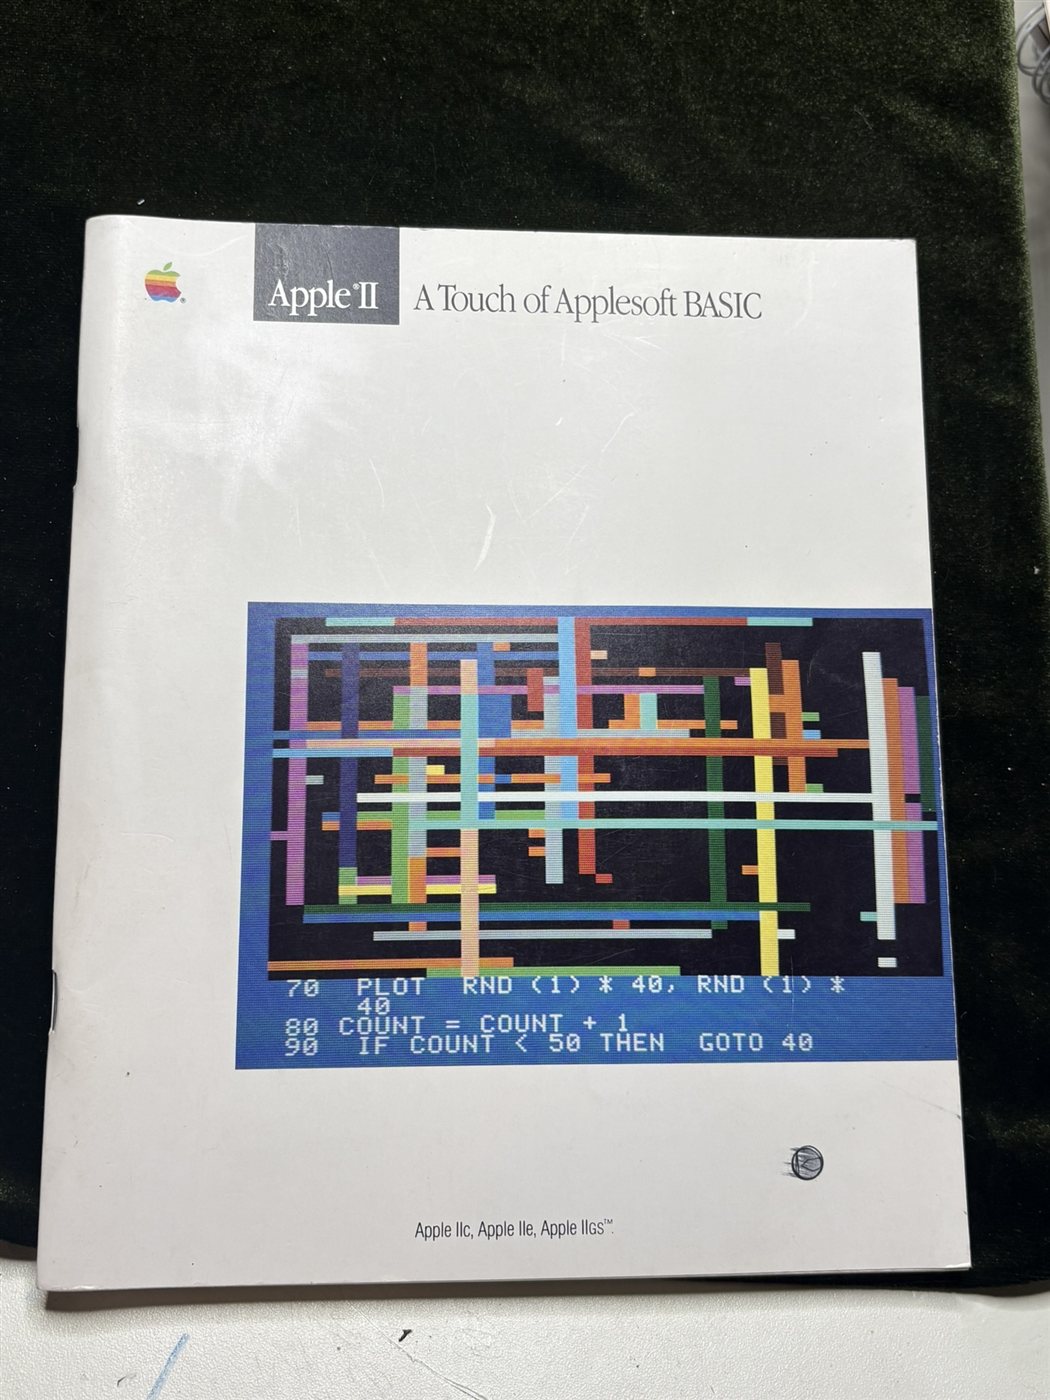 Apple®II
A Touch of Applesoft BASIC
70 PLOT RND (1) * 40, RND (1) *
40
80 COUNT = COUNT + 1
90 IF COUNT < 50 THEN GOTO 40
Apple IIc, Apple IIe, Apple IIGS™